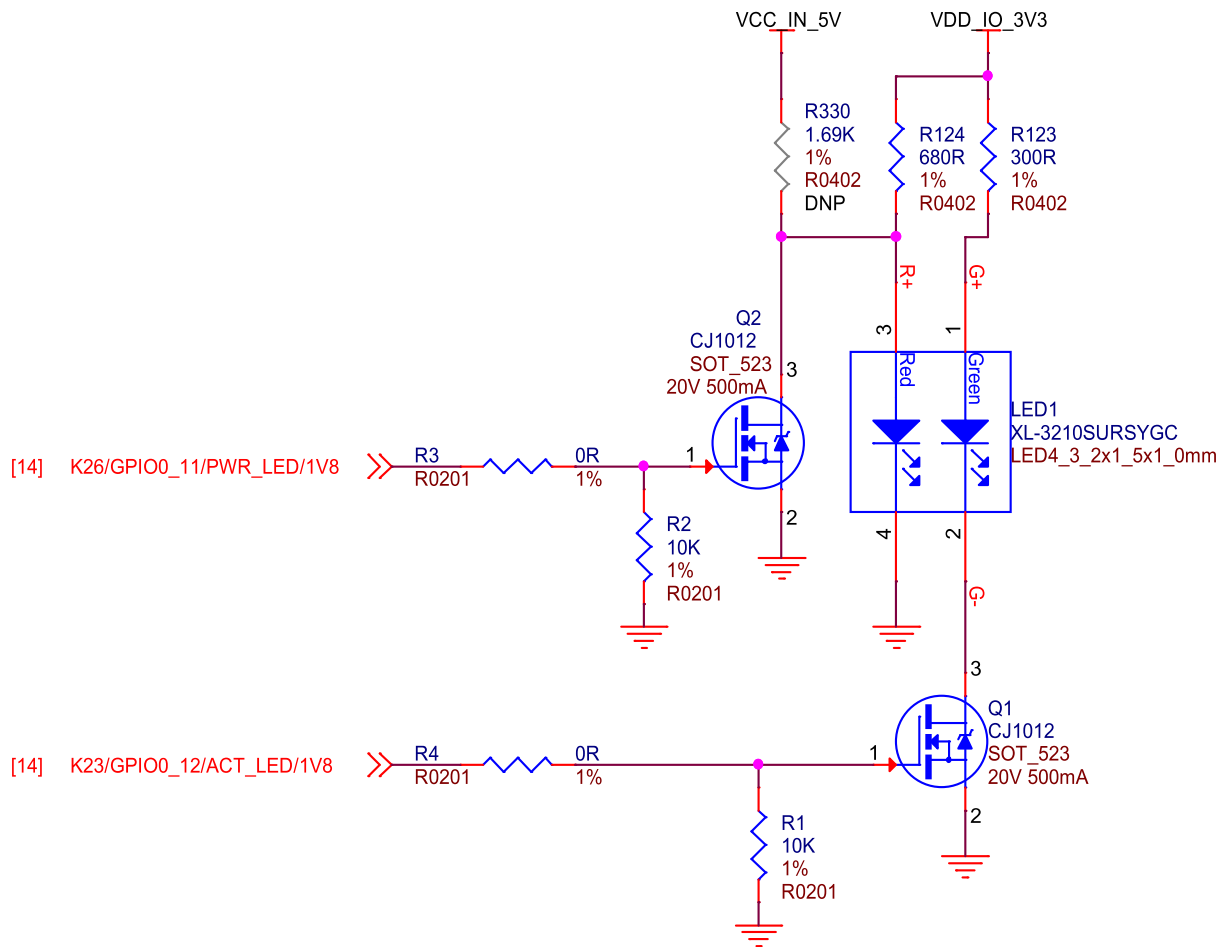 VCC_IN_5V
VDD_IO_3V3
R330
1.69K
1%
R0402
DNP
R124
680R
1%
R0402
R123
300R
1%
R0402
R+
G+
3
1
Q2
CJ1012
SOT_523
20V 500mA
3
Red
Green
LED1
XL-3210SURSYGC
LED4_3_2x1_5x1_0mm
[14] K26/GPIO0_11/PWR_LED/1V8
R3
R0201
0R
1%
1
2
R2
10K
1%
R0201
4
2
G-
3
Q1
CJ1012
SOT_523
20V 500mA
[14] K23/GPIO0_12/ACT_LED/1V8
R4
R0201
0R
1%
1
2
R1
10K
1%
R0201